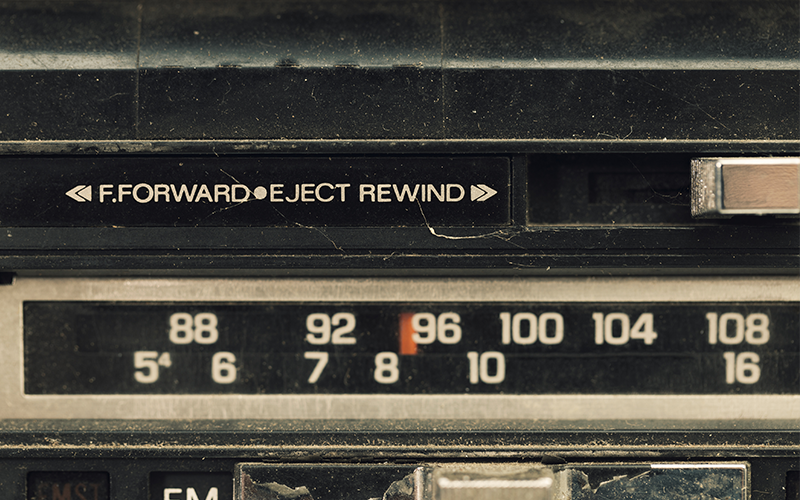 ≪ F.FORWARD●EJECT REWIND ≫
88 92 96 100 104 108
5⁴ 6 7 8 10 16
FM